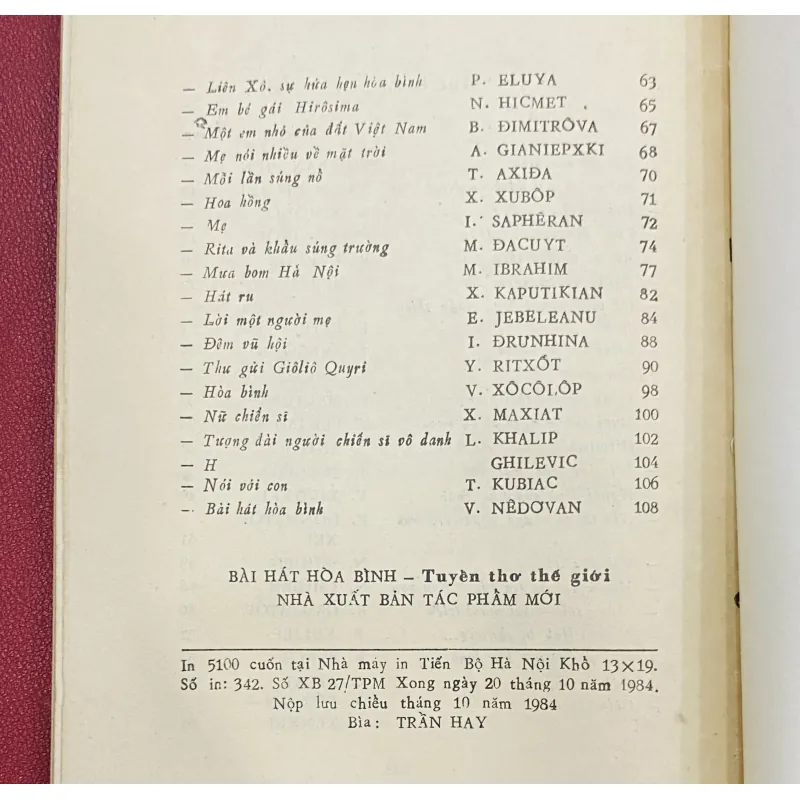 — Liên Xô, sự hứa hẹn hòa bình P. ELUYA 63
— Em bé gái Hirôsima N. HICMET 65
— Một em nhỏ của đất Việt Nam B. ĐIMITRÔVA 67
— Mẹ nói nhiều về mặt trời A. GIANIEPXKI 68
— Mỗi lần súng nổ T. AXIĐA 70
— Hoa hồng X. XUBÔP 71
— Mẹ I. SAPHÊRAN 72
— Rita và khẩu súng trường M. ĐACUYT 74
— Mưa bom Hà Nội M. IBRAHIM 77
— Hát ru X. KAPUTIKIAN 82
— Lời một người mẹ E. JEBELEANU 84
— Đêm vũ hội I. ĐRUNHINA 88
— Thư gửi Giôliô Quyri Y. RITXỐT 90
— Hòa bình V. XÔCÔLÔP 98
— Nữ chiến sĩ X. MAXIAT 100
— Tượng đài người chiến sĩ vô danh L. KHALIP 102
— H GHILEVIC 104
— Nói với con T. KUBIAC 106
— Bài hát hòa bình V. NÊDƠVAN 108
BÀI HÁT HÒA BÌNH — Tuyển thơ thế giới
NHÀ XUẤT BẢN TÁC PHẨM MỚI
In 5100 cuốn tại Nhà máy in Tiến Bộ Hà Nội Khổ 13×19.
Số in: 342. Số XB 27/TPM Xong ngày 20 tháng 10 năm 1984.
Nộp lưu chiều tháng 10 năm 1984
Bìa: TRẦN HAY